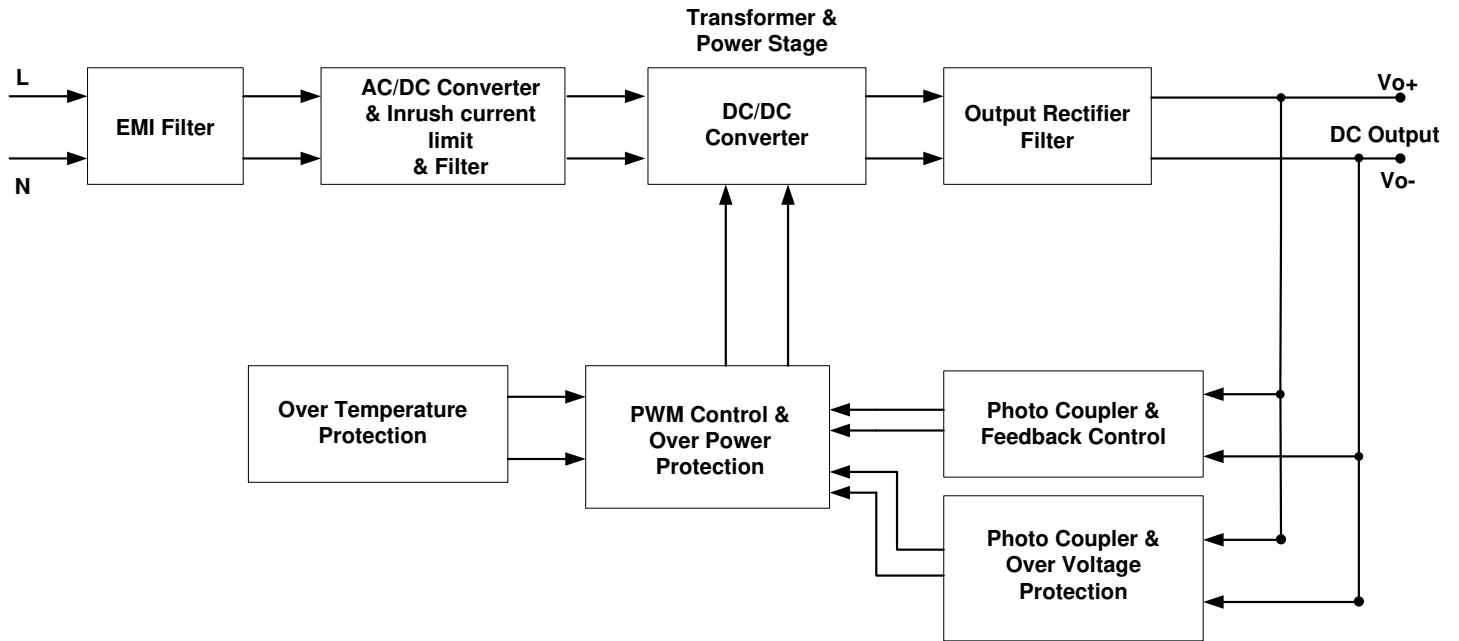 Transformer &
Power Stage
L
N
EMI Filter
AC/DC Converter
& Inrush current
limit
& Filter
DC/DC
Converter
Output Rectifier
Filter
Vo+
DC Output
Vo-
Over Temperature
Protection
PWM Control &
Over Power
Protection
Photo Coupler &
Feedback Control
Photo Coupler &
Over Voltage
Protection